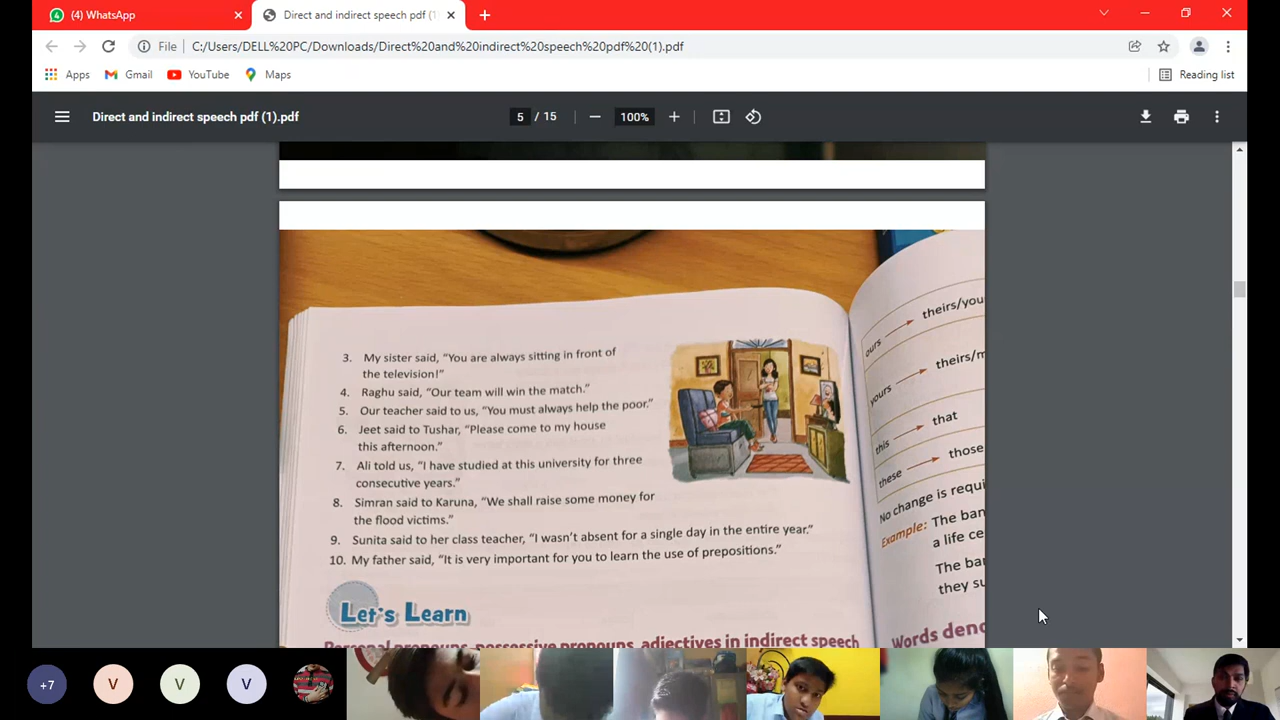 (4) WhatsApp
Direct and indirect speech pdf (1
File C:/Users/DELL%20PC/Downloads/Direct%20and%20indirect%20speech%20pdf%20(1).pdf
Apps Gmail YouTube Maps Reading list
Direct and indirect speech pdf (1).pdf 5 / 15 100%
3. My sister said, "You are always sitting in front of
the television!"
4. Raghu said, "Our team will win the match."
5. Our teacher said to us, "You must always help the poor."
6. Jeet said to Tushar, "Please come to my house
this afternoon."
7. Ali told us, "I have studied at this university for three
consecutive years."
8. Simran said to Karuna, "We shall raise some money for
the flood victims."
9. Sunita said to her class teacher, "I wasn't absent for a single day in the entire year."
10. My father said, "It is very important for you to learn the use of prepositions."
Let's Learn
Personal pronouns, possessive pronouns, adjectives in indirect speech
ours theirs/you
yours theirs/m
this that
these those
No change is requi
Example: The ban
a life ce
The ba
they su
Words deno
+7 V V V